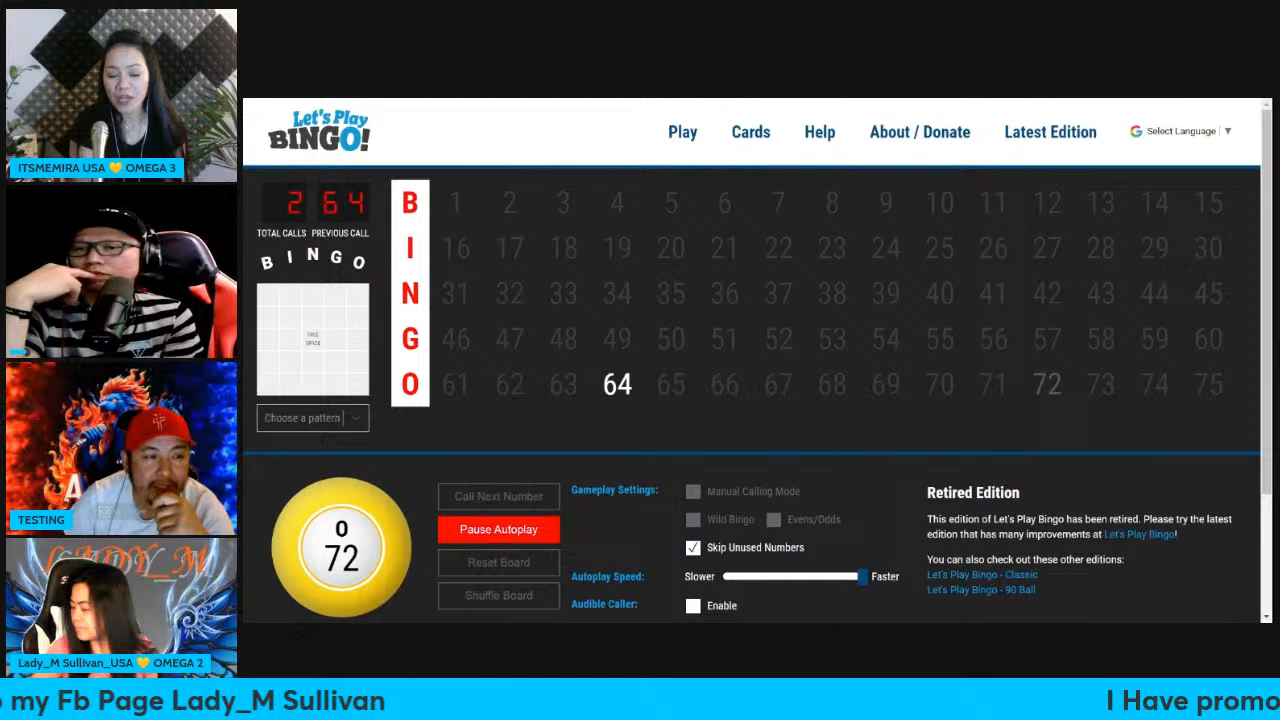 ITSMEMIRA USA 💛 OMEGA 3
TESTING
LADY_M
Lady_M Sullivan_USA 💛 OMEGA 2
Let's Play
BINGO!
Play Cards Help About / Donate Latest Edition Select Language ▼
2 64
TOTAL CALLS PREVIOUS CALL
B I N G O
FREE
SPACE
Choose a pattern
B 1 2 3 4 5 6 7 8 9 10 11 12 13 14 15
I 16 17 18 19 20 21 22 23 24 25 26 27 28 29 30
N 31 32 33 34 35 36 37 38 39 40 41 42 43 44 45
G 46 47 48 49 50 51 52 53 54 55 56 57 58 59 60
O 61 62 63 64 65 66 67 68 69 70 71 72 73 74 75
O
72
Call Next Number
Pause Autoplay
Reset Board
Shuffle Board
Gameplay Settings:
Manual Calling Mode
Wild Bingo Evens/Odds
Skip Unused Numbers
Autoplay Speed: Slower Faster
Audible Caller: Enable
Retired Edition
This edition of Let's Play Bingo has been retired. Please try the latest
edition that has many improvements at Let's Play Bingo!
You can also check out these other editions:
Let's Play Bingo - Classic
Let's Play Bingo - 90 Ball
my Fb Page Lady_M Sullivan I Have promo